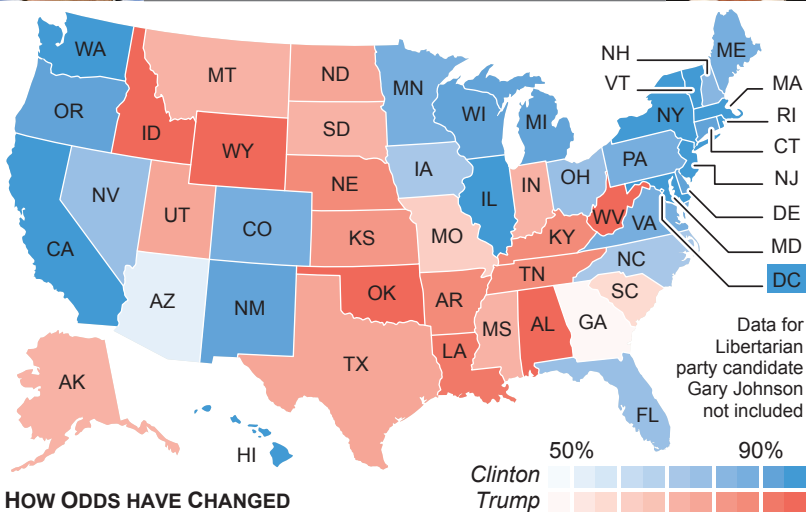 WA
MT
ND
MN
ME
NH
VT
MA
OR
ID
SD
WI
MI
NY
RI
WY
CT
NV
NE
IA
IL
IN
OH
PA
NJ
UT
CO
KS
MO
KY
WV
VA
DE
CA
MD
AZ
NM
OK
AR
TN
NC
DC
TX
LA
MS
AL
GA
SC
AK
HI
FL
Data for
Libertarian
party candidate
Gary Johnson
not included
50% 90%
Clinton
Trump
HOW ODDS HAVE CHANGED